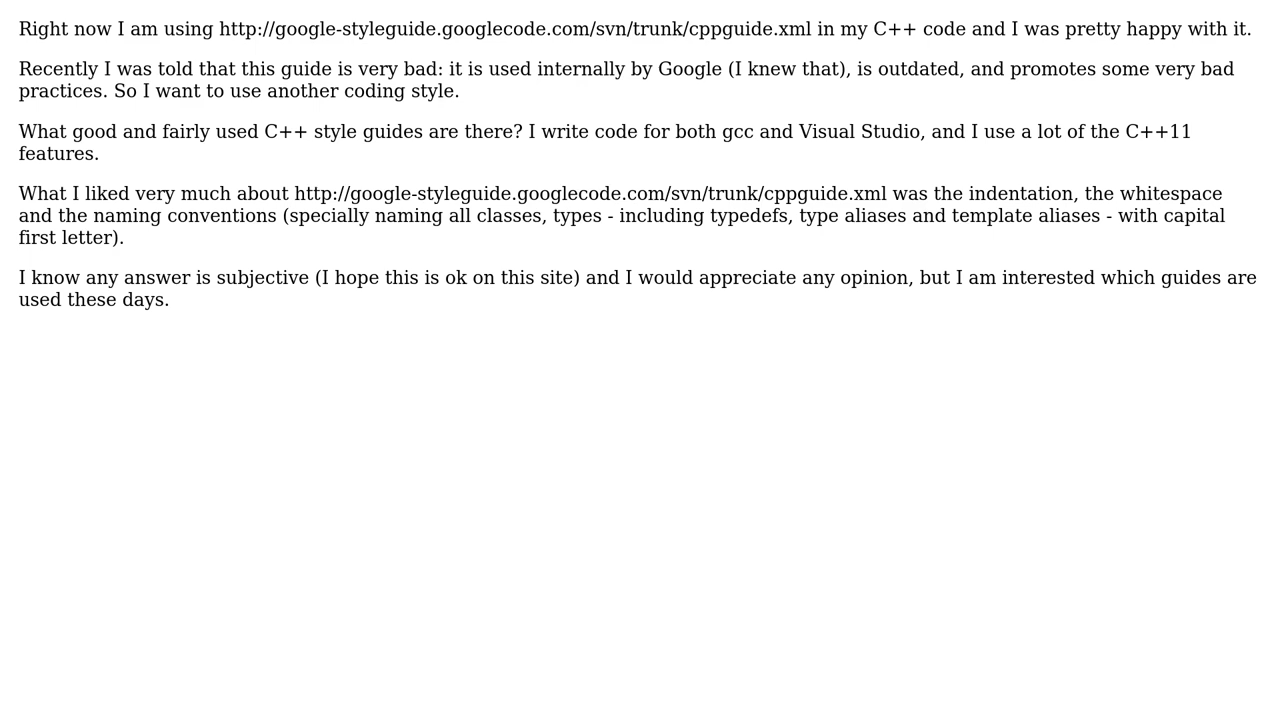 Right now I am using http://google-styleguide.googlecode.com/svn/trunk/cppguide.xml in my C++ code and I was pretty happy with it.
Recently I was told that this guide is very bad: it is used internally by Google (I knew that), is outdated, and promotes some very bad
practices. So I want to use another coding style.
What good and fairly used C++ style guides are there? I write code for both gcc and Visual Studio, and I use a lot of the C++11
features.
What I liked very much about http://google-styleguide.googlecode.com/svn/trunk/cppguide.xml was the indentation, the whitespace
and the naming conventions (specially naming all classes, types - including typedefs, type aliases and template aliases - with capital
first letter).
I know any answer is subjective (I hope this is ok on this site) and I would appreciate any opinion, but I am interested which guides are
used these days.